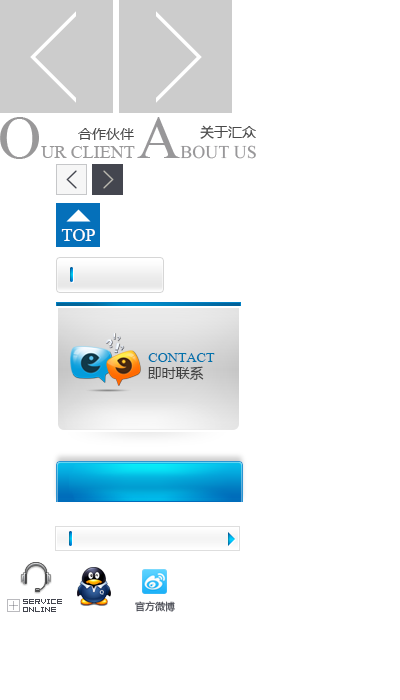 合作伙伴
OUR CLIENT
关于汇众
ABOUT US
TOP
CONTACT
即时联系
SERVICE
ONLINE
官方微博